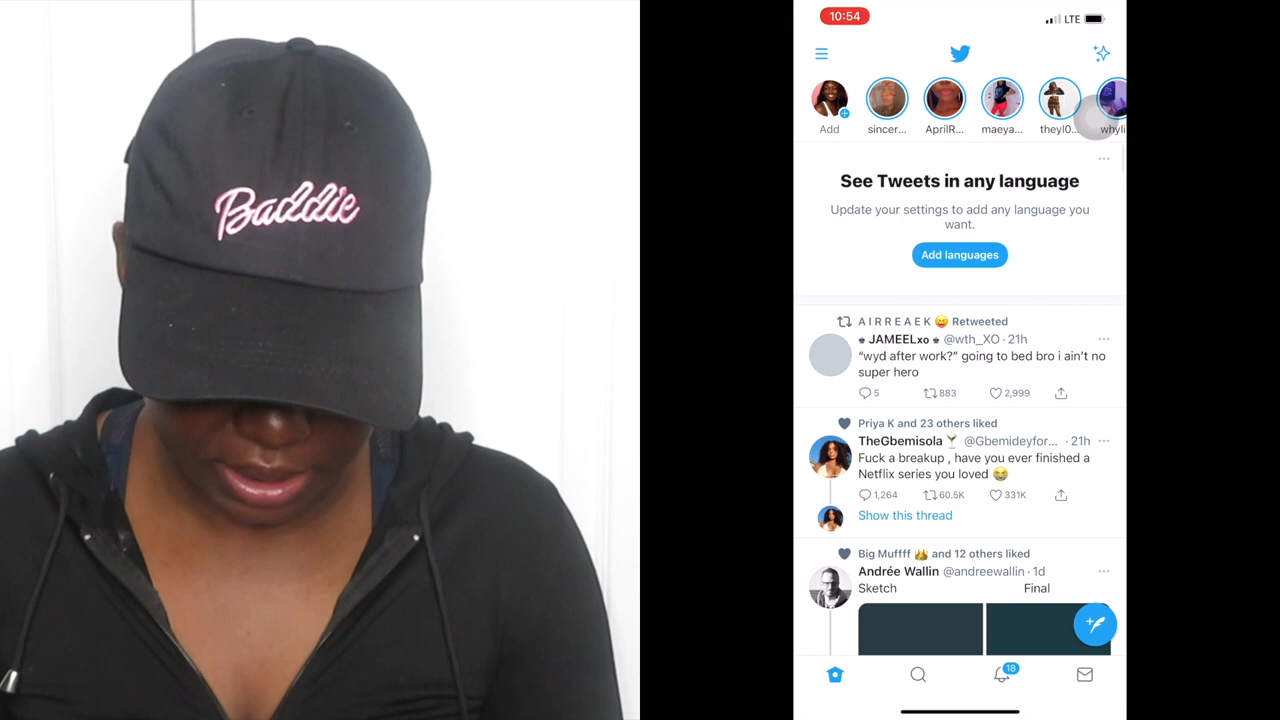 Baddie
10:54
LTE
Add
sincer...
AprilR...
maeya...
theyl0...
whyli
See Tweets in any language
Update your settings to add any language you
want.
Add languages
A I R R E A E K 😜 Retweeted
JAMEELxo @wth_XO · 21h
“wyd after work?” going to bed bro i ain’t no
super hero
5 883 2,999
Priya K and 23 others liked
TheGbemisola 🍸 @Gbemideyfor... · 21h
Fuck a breakup , have you ever finished a
Netflix series you loved 😭
1,264 60.5K 331K
Show this thread
Big Muffff 👑 and 12 others liked
Andrée Wallin @andreewallin · 1d
Sketch Final
18